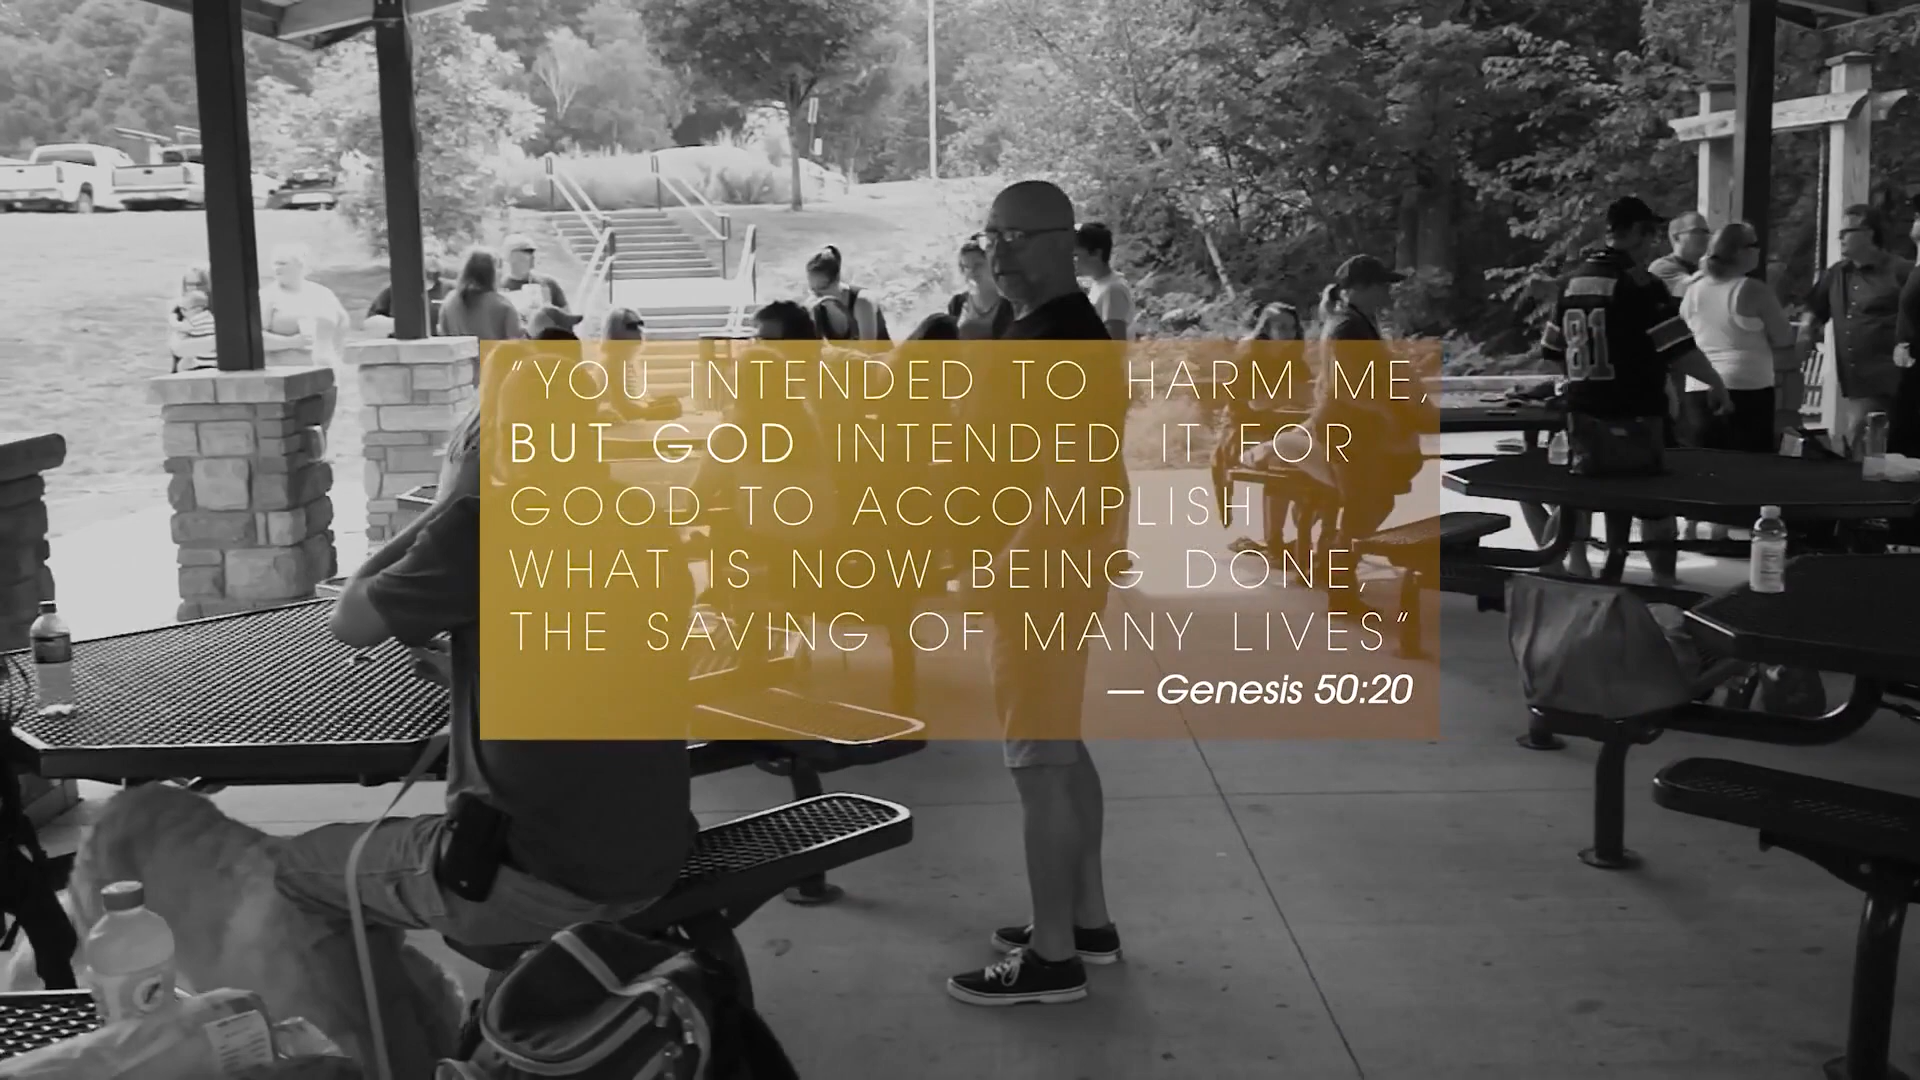 “YOU INTENDED TO HARM ME,
BUT GOD INTENDED IT FOR
GOOD TO ACCOMPLISH
WHAT IS NOW BEING DONE,
THE SAVING OF MANY LIVES“
— Genesis 50:20
81